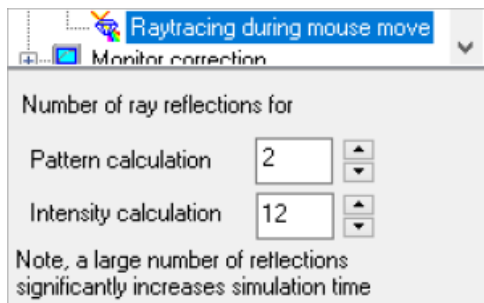 Raytracing during mouse move
Monitor correction
Number of ray reflections for
Pattern calculation 2
Intensity calculation 12
Note, a large number of reflections
significantly increases simulation time